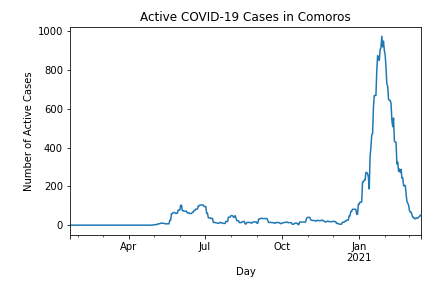 Active COVID-19 Cases in Comoros
Number of Active Cases
1000
800
600
400
200
0
Apr
Jul
Oct
Jan
2021
Day